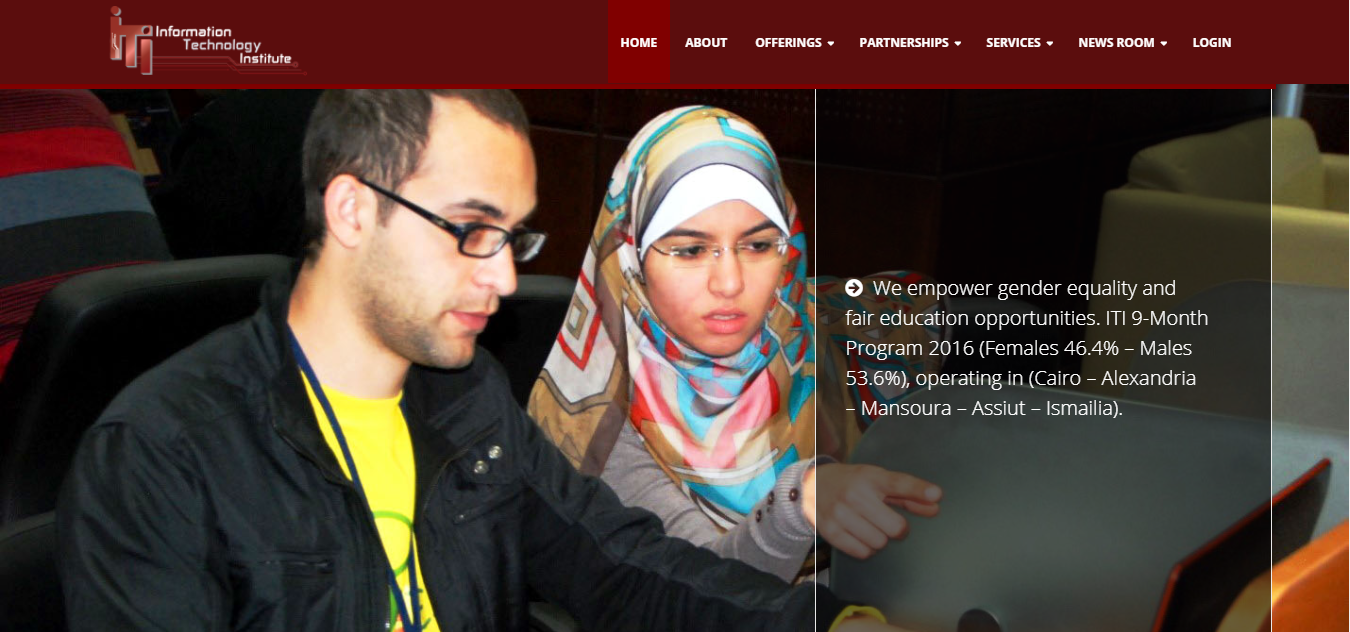 iTi Information
Technology
Institute
HOME ABOUT OFFERINGS PARTNERSHIPS SERVICES NEWS ROOM LOGIN
We empower gender equality and
fair education opportunities. ITI 9-Month
Program 2016 (Females 46.4% – Males
53.6%), operating in (Cairo – Alexandria
– Mansoura – Assiut – Ismailia).